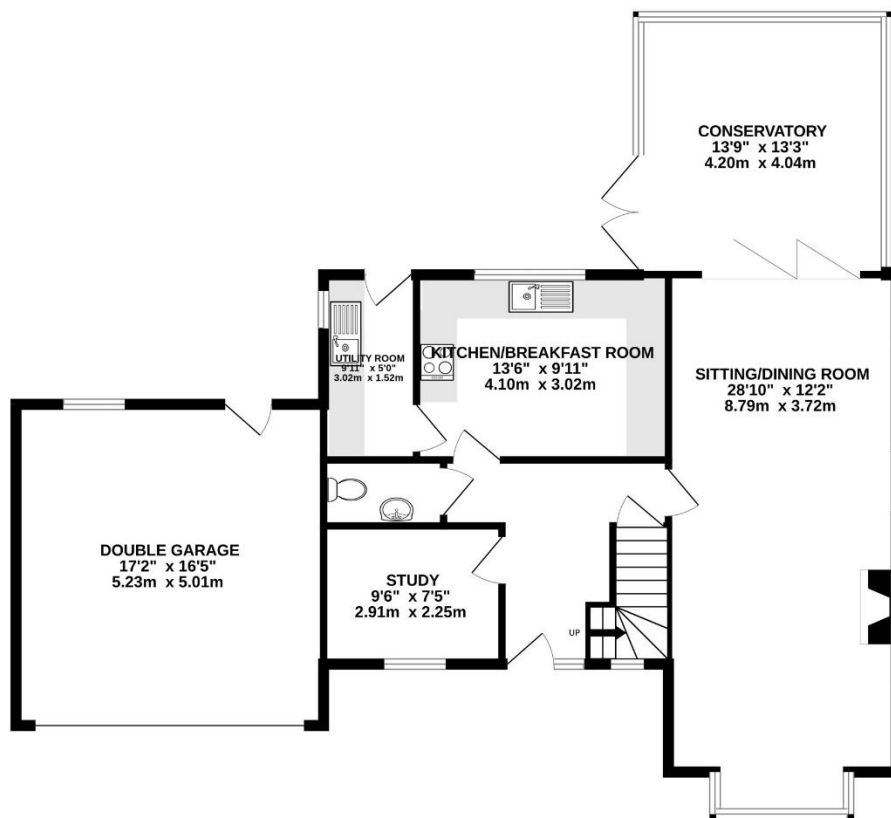 CONSERVATORY
13'9" x 13'3"
4.20m x 4.04m
UTILITY ROOM
9'11" x 5'0"
3.02m x 1.52m
KITCHEN/BREAKFAST ROOM
13'6" x 9'11"
4.10m x 3.02m
SITTING/DINING ROOM
28'10" x 12'2"
8.79m x 3.72m
DOUBLE GARAGE
17'2" x 16'5"
5.23m x 5.01m
STUDY
9'6" x 7'5"
2.91m x 2.25m
UP